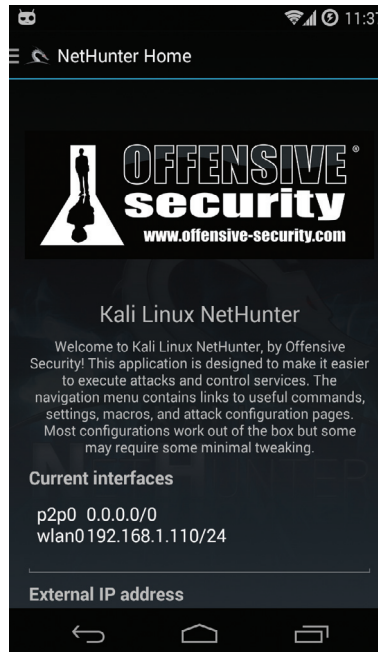 11:37
NetHunter Home
OFFENSIVE®
security
www.offensive-security.com
Kali Linux NetHunter
Welcome to Kali Linux NetHunter, by Offensive
Security! This application is designed to make it easier
to execute attacks and control services. The
navigation menu contains links to useful commands,
settings, macros, and attack configuration pages.
Most configurations work out of the box but some
may require some minimal tweaking.
Current interfaces
p2p0 0.0.0.0/0
wlan0 192.168.1.110/24
External IP address